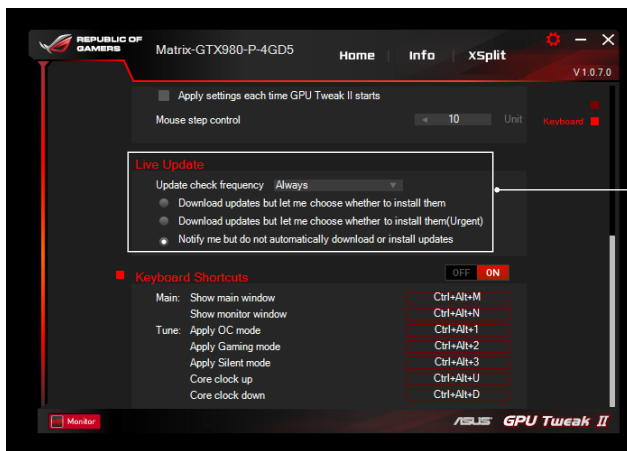 REPUBLIC OF
GAMERS
Matrix-GTX980-P-4GD5
Home
Info
XSplit
V 1.0.7.0
Apply settings each time GPU Tweak II starts
Mouse step control
10
Unit
Keyboard
Live Update
Update check frequency Always
Download updates but let me choose whether to install them
Download updates but let me choose whether to install them(Urgent)
Notify me but do not automatically download or install updates
Keyboard Shortcuts
OFF ON
Main: Show main window Ctrl+Alt+M
Show monitor window Ctrl+Alt+N
Tune: Apply OC mode Ctrl+Alt+1
Apply Gaming mode Ctrl+Alt+2
Apply Silent mode Ctrl+Alt+3
Core clock up Ctrl+Alt+U
Core clock down Ctrl+Alt+D
Monitor
ASUS GPU Tweak II